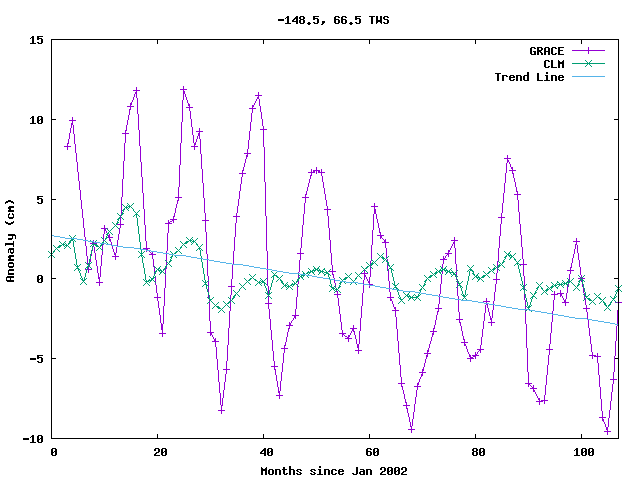 -148.5, 66.5 TWS
GRACE
CLM
Trend Line
15
10
5
0
-5
-10
Anomaly (cm)
0 20 40 60 80 100
Months since Jan 2002